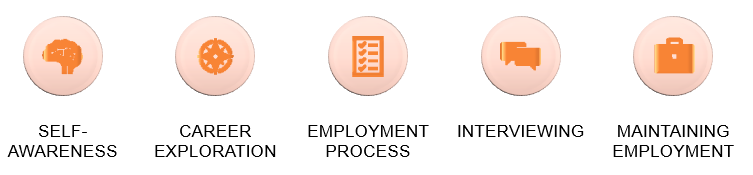 SELF-
AWARENESS
CAREER
EXPLORATION
EMPLOYMENT
PROCESS
INTERVIEWING
MAINTAINING
EMPLOYMENT